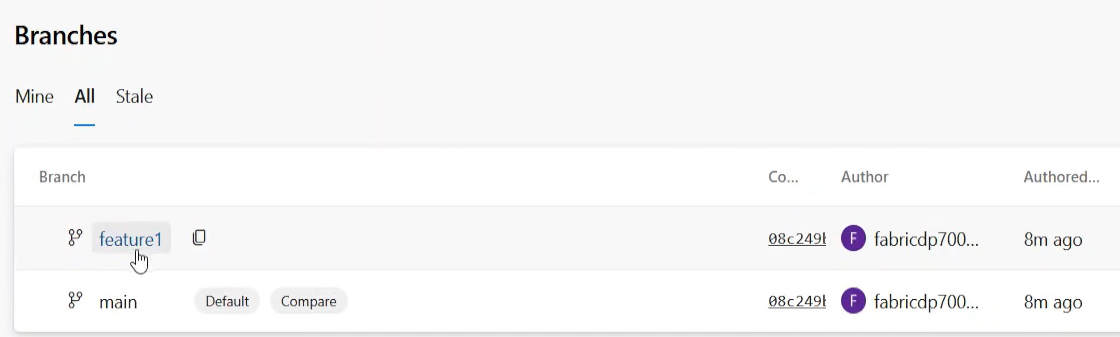 Branches
Mine All Stale
Branch Co... Author Authored...
feature1 08c249 F fabricdp700... 8m ago
main Default Compare 08c249 F fabricdp700... 8m ago